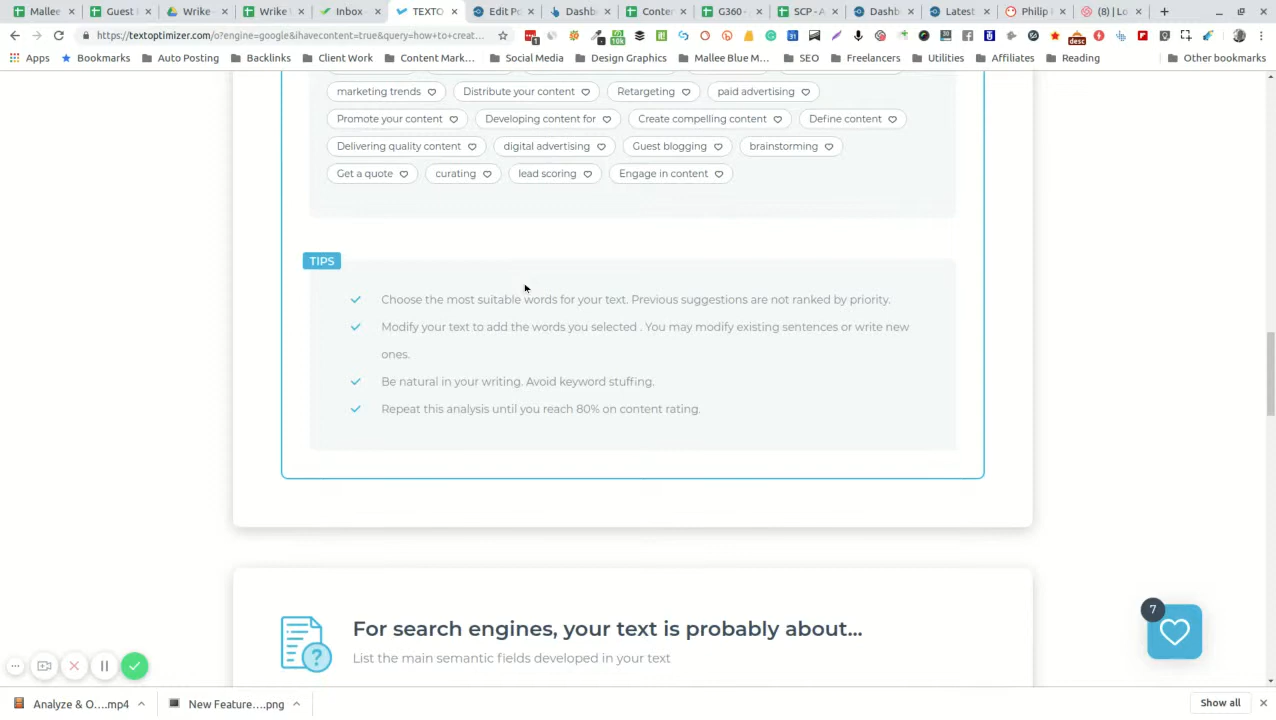 Mallee
Guest
Wrike
Wrike
Inbox
TEXTO
Edit Po
Dashb
Conter
G360 -
SCP - A
Dashb
Latest
Philip
(8) | Lo
https://textoptimizer.com/o?engine=google&ihavecontent=true&query=how+to+creat...
Apps
Bookmarks
Auto Posting
Backlinks
Client Work
Content Mark...
Social Media
Design Graphics
Mallee Blue M...
SEO
Freelancers
Utilities
Affiliates
Reading
Other bookmarks
marketing trends
Distribute your content
Retargeting
paid advertising
Promote your content
Developing content for
Create compelling content
Define content
Delivering quality content
digital advertising
Guest blogging
brainstorming
Get a quote
curating
lead scoring
Engage in content
TIPS
Choose the most suitable words for your text. Previous suggestions are not ranked by priority.
Modify your text to add the words you selected . You may modify existing sentences or write new
ones.
Be natural in your writing. Avoid keyword stuffing.
Repeat this analysis until you reach 80% on content rating.
7
For search engines, your text is probably about...
List the main semantic fields developed in your text
Analyze & O....mp4
New Feature....png
Show all